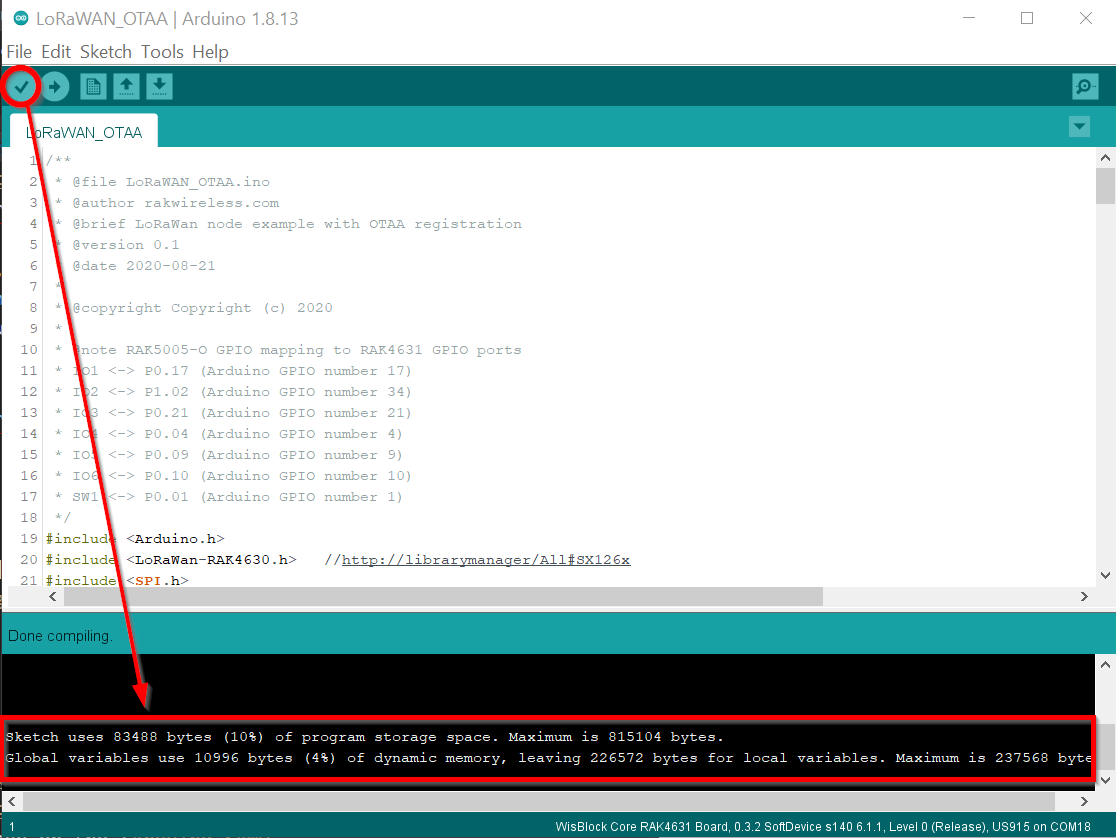 LoRaWAN_OTAA | Arduino 1.8.13
File Edit Sketch Tools Help
LoRaWAN_OTAA
1 /**
2 * @file LoRaWAN_OTAA.ino
3 * @author rakwireless.com
4 * @brief LoRaWan node example with OTAA registration
5 * @version 0.1
6 * @date 2020-08-21
7 *
8 * @copyright Copyright (c) 2020
9 *
10 * @note RAK5005-O GPIO mapping to RAK4631 GPIO ports
11 * IO1 <-> P0.17 (Arduino GPIO number 17)
12 * IO2 <-> P1.02 (Arduino GPIO number 34)
13 * IO3 <-> P0.21 (Arduino GPIO number 21)
14 * IO4 <-> P0.04 (Arduino GPIO number 4)
15 * IO5 <-> P0.09 (Arduino GPIO number 9)
16 * IO6 <-> P0.10 (Arduino GPIO number 10)
17 * SW1 <-> P0.01 (Arduino GPIO number 1)
18 */
19 #include <Arduino.h>
20 #include <LoRaWan-RAK4630.h> //http://librarymanager/All#SX126x
21 #include <SPI.h>
Done compiling.
Sketch uses 83488 bytes (10%) of program storage space. Maximum is 815104 bytes.
Global variables use 10996 bytes (4%) of dynamic memory, leaving 226572 bytes for local variables. Maximum is 237568 byte
1 WisBlock Core RAK4631 Board, 0.3.2 SoftDevice s140 6.1.1, Level 0 (Release), US915 on COM18